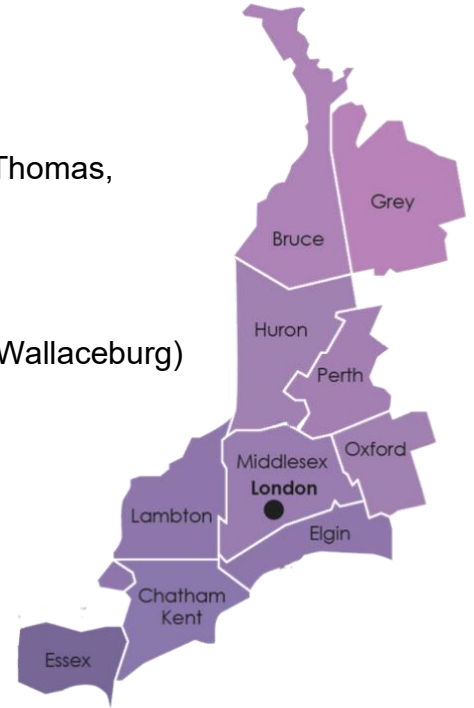 Thomas,
Grey
Bruce
Huron
Wallaceburg)
Perth
Oxford
Middlesex
London
Lambton
Elgin
Chatham
Kent
Essex